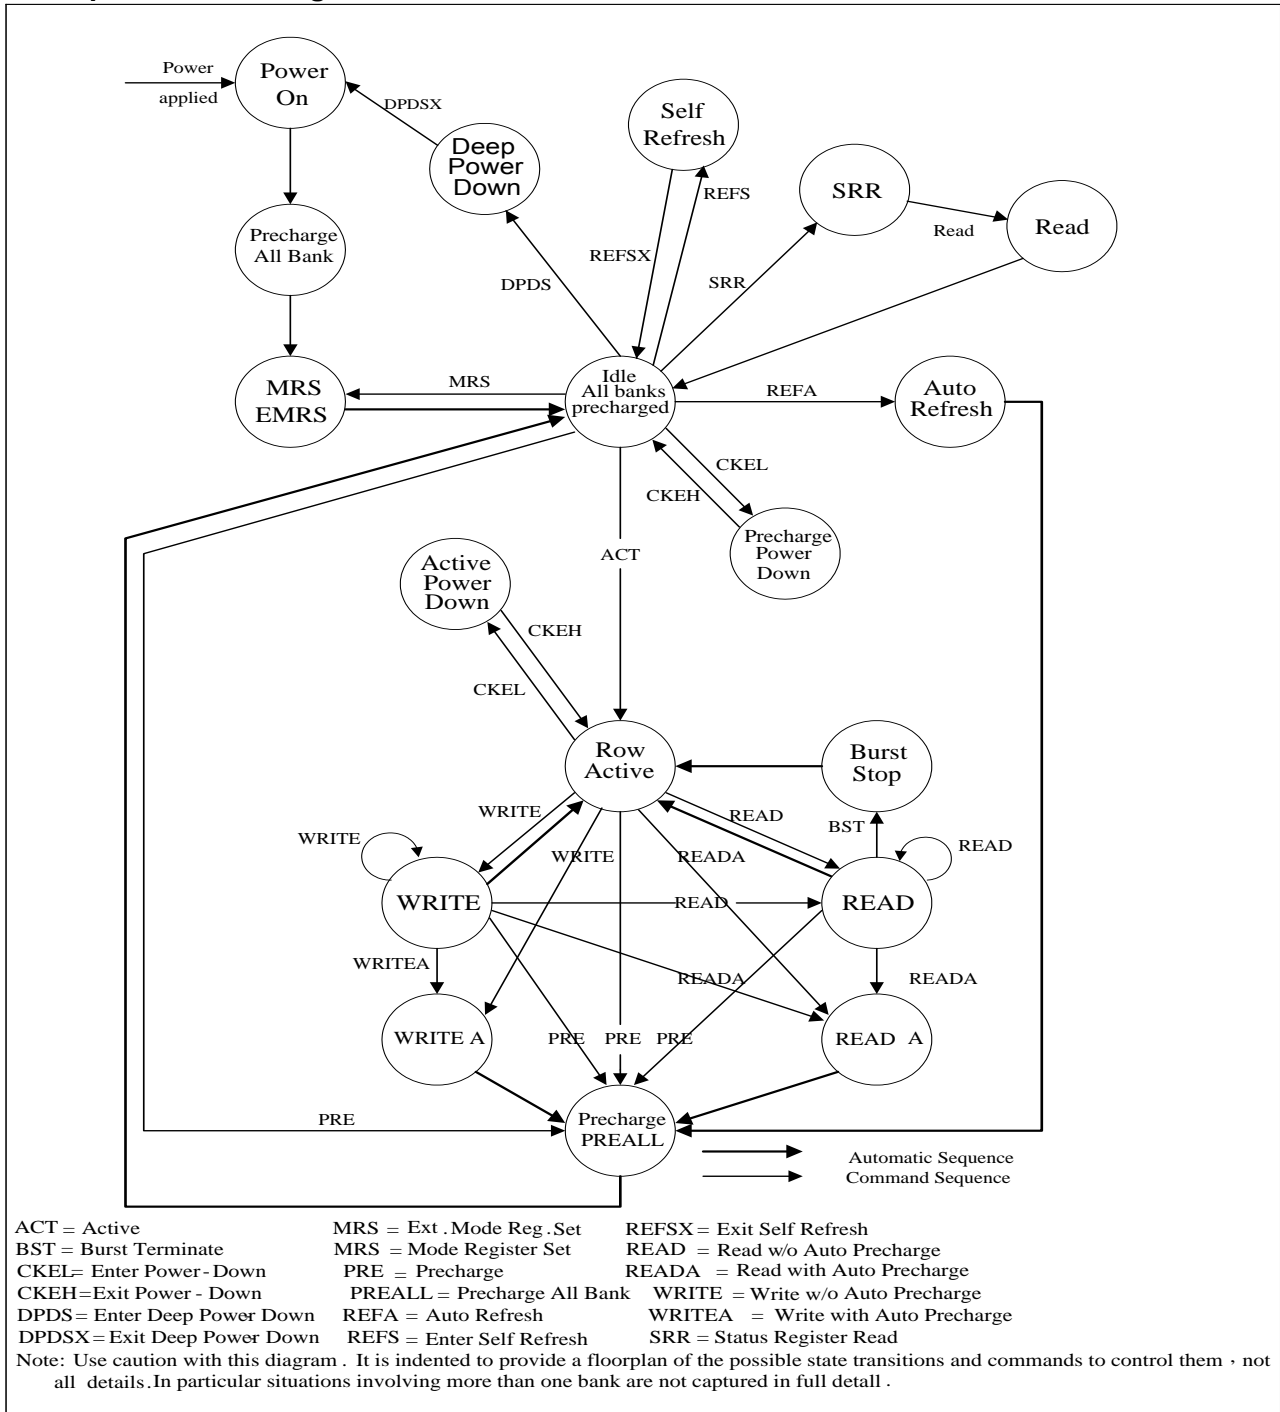 Power
applied
Power
On
DPDSX
Deep
Power
Down
Self
Refresh
REFS
SRR
Read
Read
Precharge
All Bank
REFSX
DPDS
SRR
MRS
EMRS
MRS
Idle
All banks
precharged
REFA
Auto
Refresh
CKEL
CKEH
Precharge
Power
Down
ACT
Active
Power
Down
CKEH
CKEL
Row
Active
Burst
Stop
WRITE
READ
BST
WRITE
WRITE
READA
READ
WRITE
READ
READ
WRITEA
READA
READA
WRITE A
PRE
PRE
PRE
READ A
PRE
Precharge
PREALL
Automatic Sequence
Command Sequence
ACT = Active MRS = Ext . Mode Reg . Set REFSX = Exit Self Refresh
BST = Burst Terminate MRS = Mode Register Set READ = Read w/o Auto Precharge
CKEL= Enter Power - Down PRE = Precharge READA = Read with Auto Precharge
CKEH=Exit Power - Down PREALL = Precharge All Bank WRITE = Write w/o Auto Precharge
DPDS = Enter Deep Power Down REFA = Auto Refresh WRITEA = Write with Auto Precharge
DPDSX = Exit Deep Power Down REFS = Enter Self Refresh SRR = Status Register Read
Note: Use caution with this diagram . It is indented to provide a floorplan of the possible state transitions and commands to control them , not
all details.In particular situations involving more than one bank are not captured in full detall .